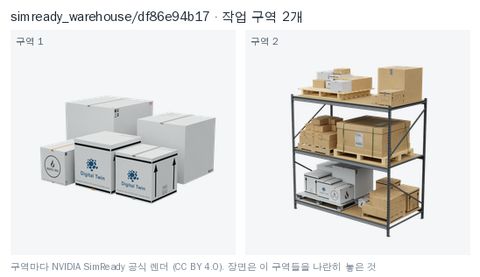 simready_warehouse/df86e94b17 · 작업 구역 2개
구역 1
구역 2
Digital Twin
Digital Twin
구역마다 NVIDIA SimReady 공식 렌더 (CC BY 4.0). 장면은 이 구역들을 나란히 놓은 것